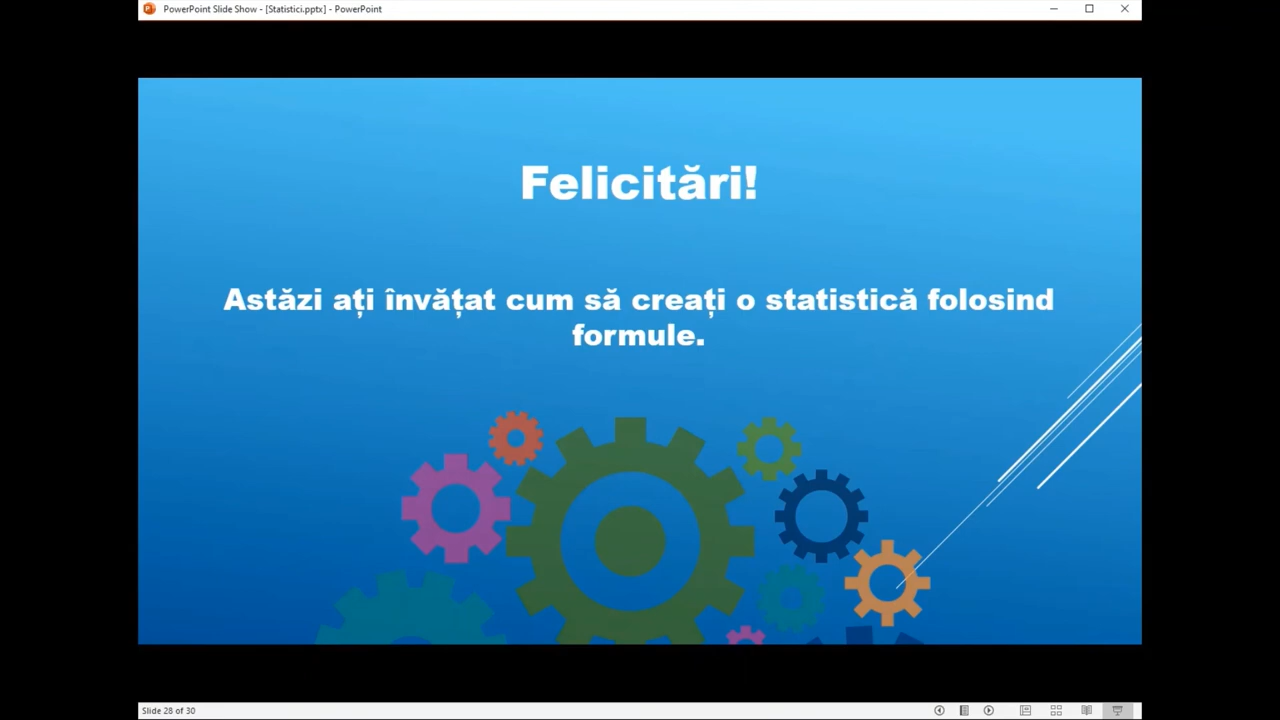 PowerPoint Slide Show - [Statistici.pptx] - PowerPoint
Felicitări!
Astăzi ați învățat cum să creați o statistică folosind
formule.
Slide 28 of 30